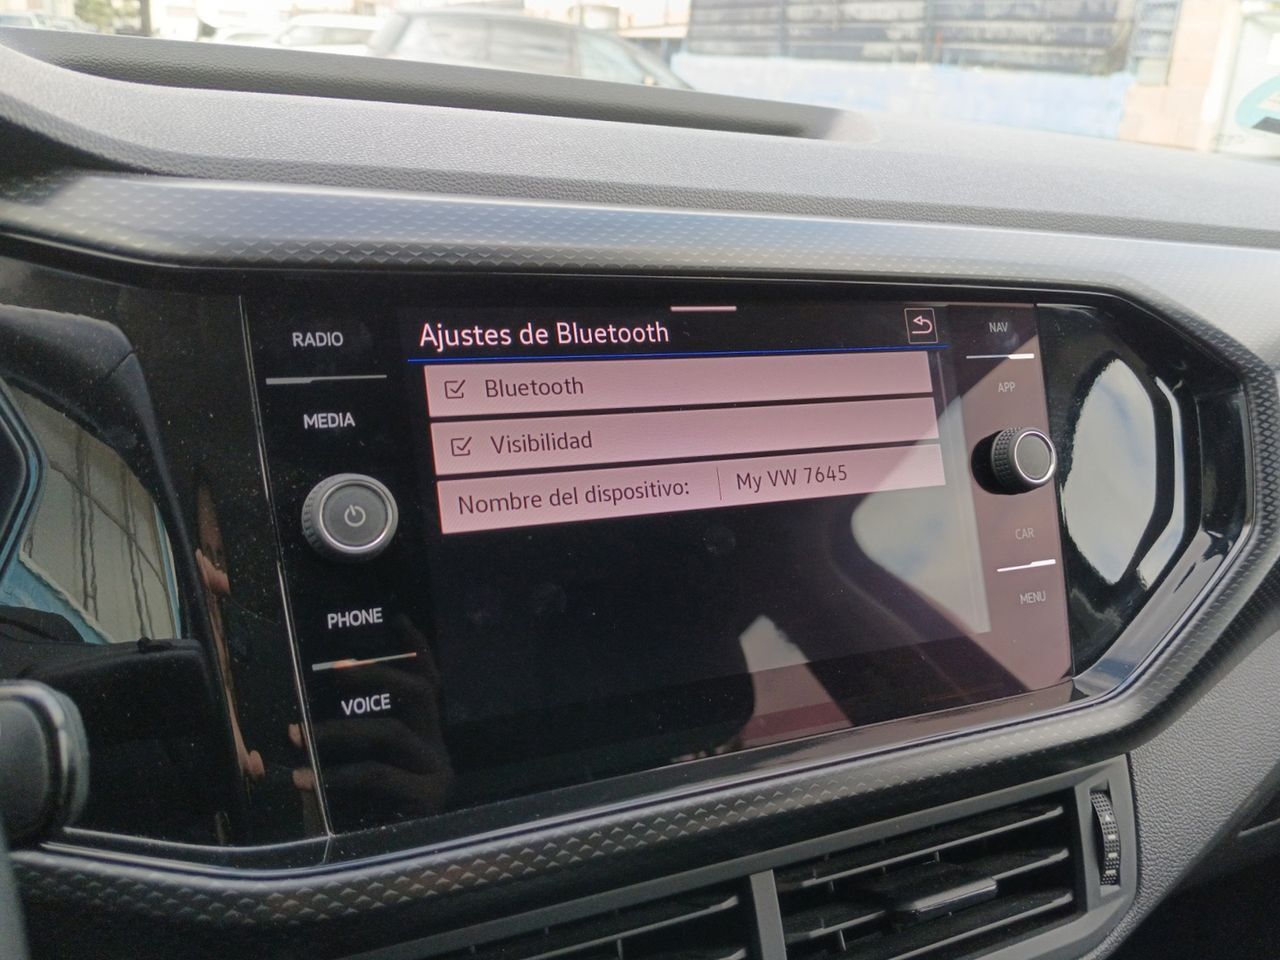 RADIO
MEDIA
PHONE
VOICE
Ajustes de Bluetooth
Bluetooth
Visibilidad
Nombre del dispositivo: My VW 7645
NAV
APP
CAR
MENU